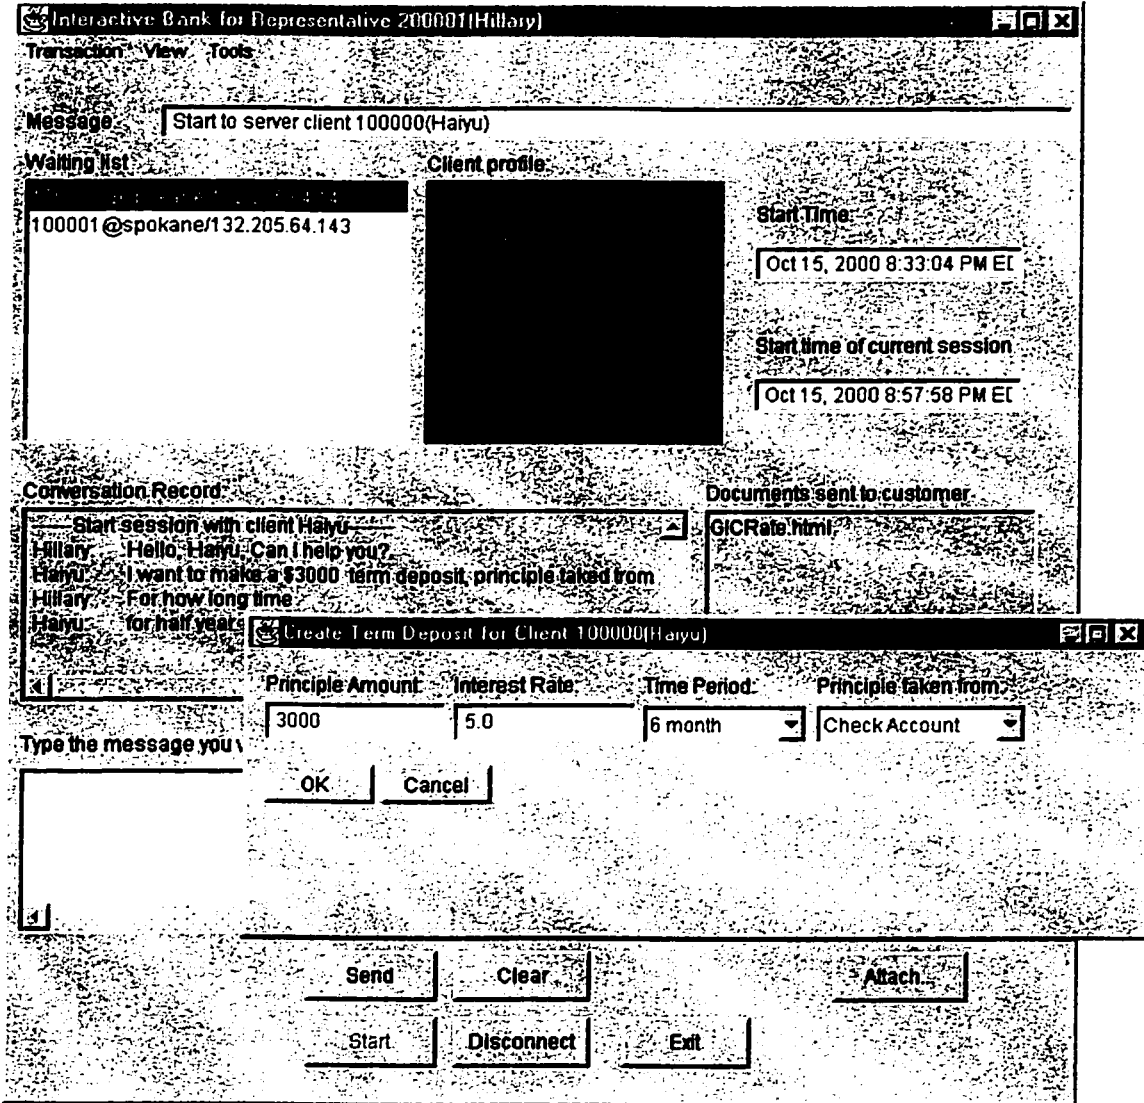 Interactive Bank for Representative 200001(Hillary)
Transaction View Tools
Message: Start to server client 100000(Haiyu)
Waiting list
Client profile:
100001@spokane/132.205.64.143
Start Time:
Oct 15, 2000 8:33:04 PM ED
Start time of current session
Oct 15, 2000 8:57:58 PM ED
Conversation Record:
Documents sent to customer
-----Start session with client Haiyu-----
Hillary: Hello, Haiyu, Can I help you?
Haiyu: I want to make a $3000 term deposit, principle taked from
Hillary: For how long time
Haiyu: for half year
GICRate.html
Create Term Deposit for Client 100000(Haiyu)
Principle Amount: Interest Rate: Time Period: Principle taken from:
3000 5.0 6 month Check Account
OK Cancel
Type the message you
Send Clear Attach...
Start Disconnect Exit